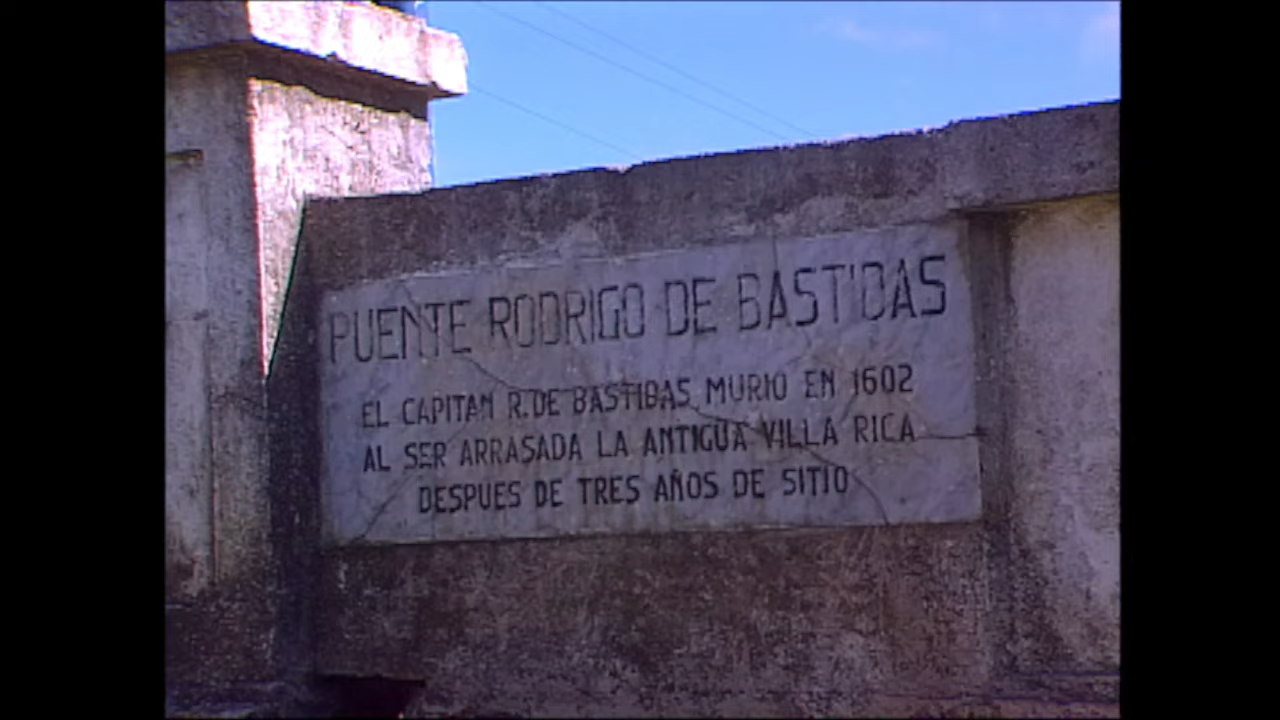 PUENTE RODRIGO DE BASTIDAS
EL CAPITAN R. DE BASTIDAS MURIO EN 1602
AL SER ARRASADA LA ANTIGUA VILLA RICA
DESPUES DE TRES AÑOS DE SITIO